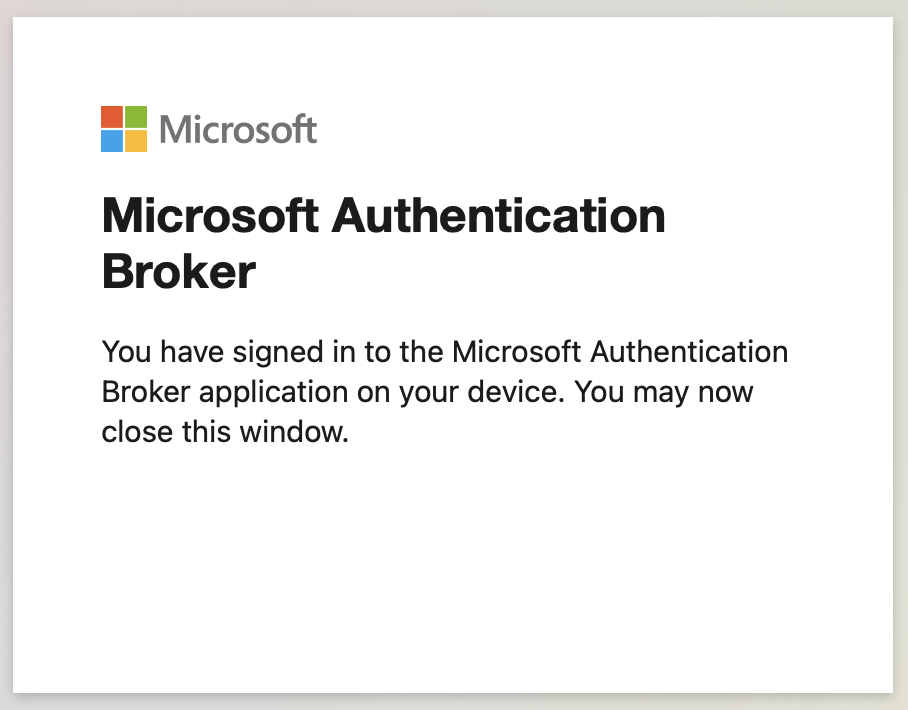 Microsoft
Microsoft Authentication
Broker
You have signed in to the Microsoft Authentication
Broker application on your device. You may now
close this window.